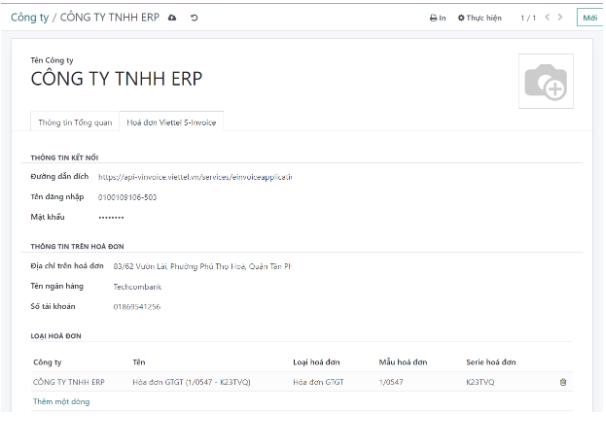 Công ty / CÔNG TY TNHH ERP
In Thực hiện 1 / 1 Mới
Tên Công ty
CÔNG TY TNHH ERP
Thông tin Tổng quan Hoá đơn Viettel S-Invoice
THÔNG TIN KẾT NỐI
Đường dẫn đích https://api-vinvoice.viettel.vn/services/einvoiceapplicatio
Tên đăng nhập 0100109106-503
Mật khẩu ••••••••
THÔNG TIN TRÊN HOÁ ĐƠN
Địa chỉ trên hoá đơn 83/62 Vườn Lài, Phường Phú Thọ Hoà, Quận Tân Ph
Tên ngân hàng Techcombank
Số tài khoản 01869541256
LOẠI HOÁ ĐƠN
Công ty Tên Loại hoá đơn Mẫu hoá đơn Serie hoá đơn
CÔNG TY TNHH ERP Hóa đơn GTGT (1/0547 - K23TVQ) Hóa đơn GTGT 1/0547 K23TVQ
Thêm một dòng